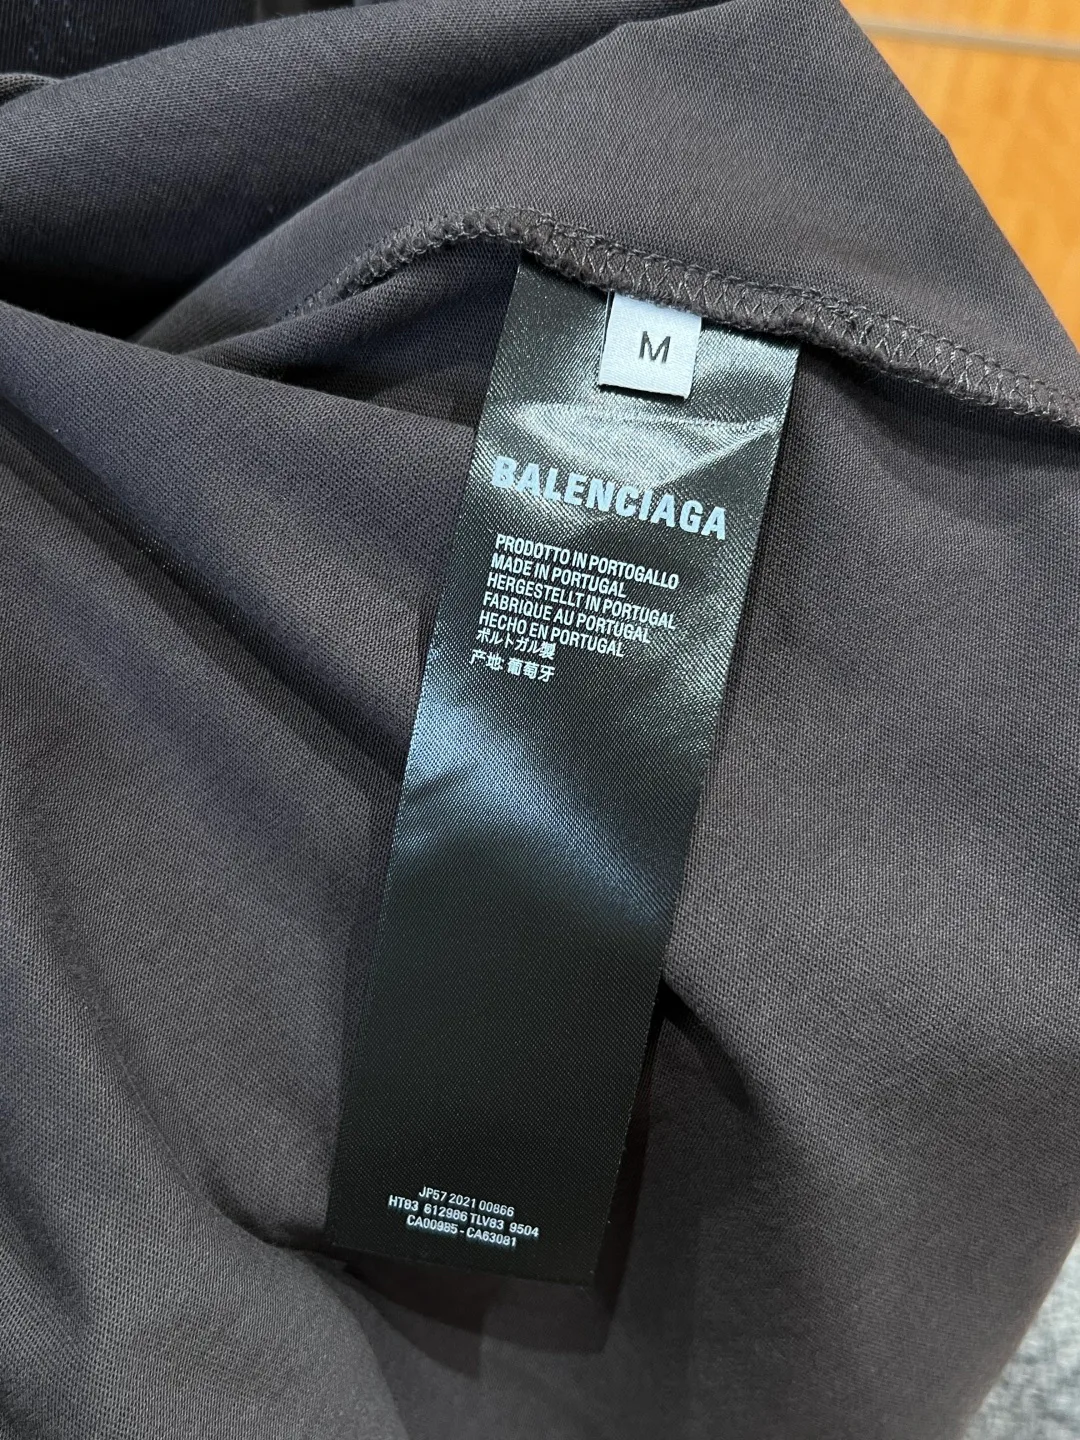 M
BALENCIAGA
PRODOTTO IN PORTOGALLO
MADE IN PORTUGAL
HERGESTELLT IN PORTUGAL
FABRIQUE AU PORTUGAL
HECHO EN PORTUGAL
ポルトガル製
产地:葡萄牙
JP57 2021 00866
HT83 612986 TLV83 9504
CA00985 - CA63081